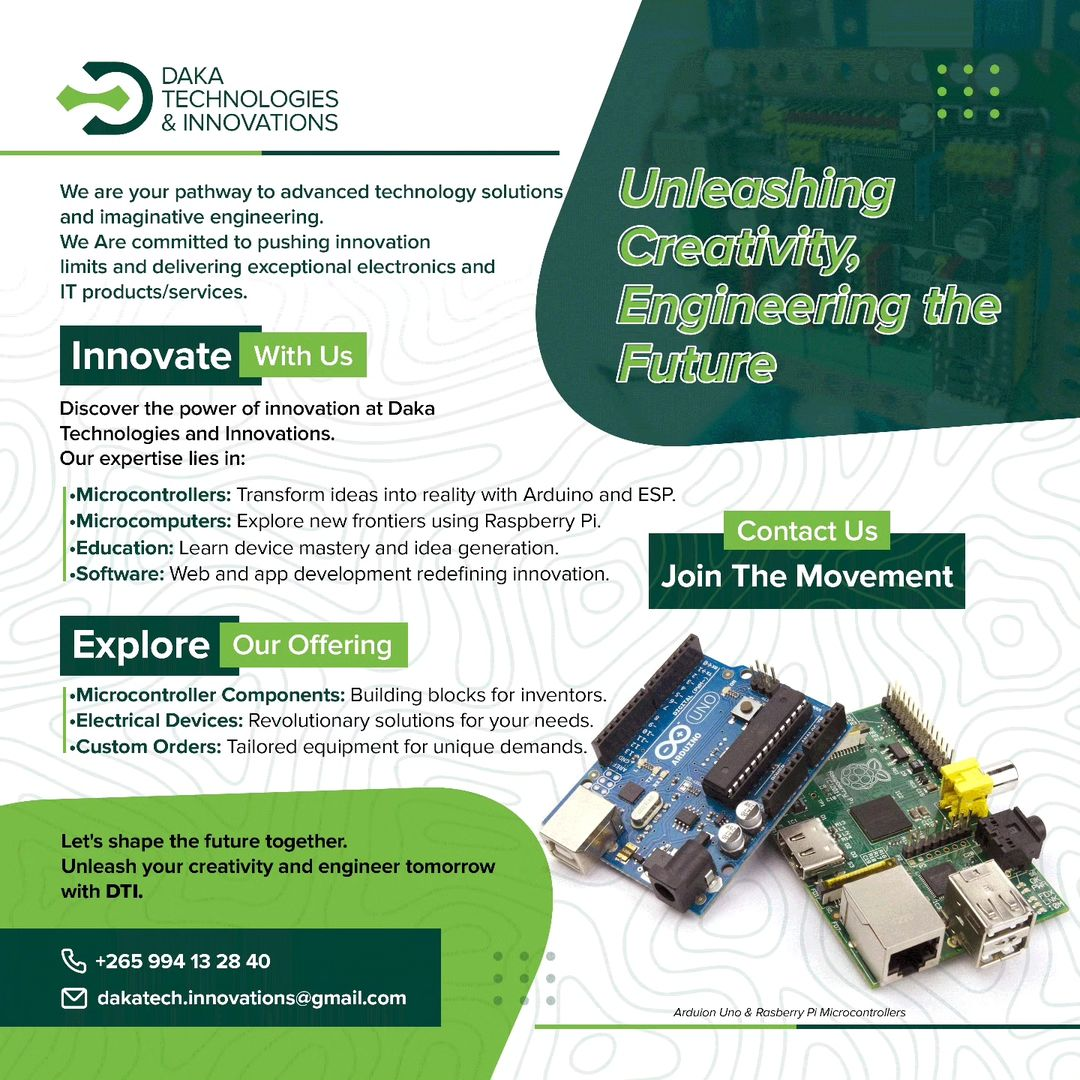 DAKA
TECHNOLOGIES
& INNOVATIONS
We are your pathway to advanced technology solutions
and imaginative engineering.
We Are committed to pushing innovation
limits and delivering exceptional electronics and
IT products/services.
Unleashing
Creativity,
Engineering the
Future
Innovate With Us
Discover the power of innovation at Daka
Technologies and Innovations.
Our expertise lies in:
•Microcontrollers: Transform ideas into reality with Arduino and ESP.
•Microcomputers: Explore new frontiers using Raspberry Pi.
•Education: Learn device mastery and idea generation.
•Software: Web and app development redefining innovation.
Contact Us
Join The Movement
Explore Our Offering
•Microcontroller Components: Building blocks for inventors.
•Electrical Devices: Revolutionary solutions for your needs.
•Custom Orders: Tailored equipment for unique demands.
UNO
ARDUINO
DIGITAL (PWM~)
AREF
GND
ON
Let's shape the future together.
Unleash your creativity and engineer tomorrow
with DTI.
+265 994 13 28 40
dakatech.innovations@gmail.com
Arduion Uno & Rasberry Pi Microcontrollers